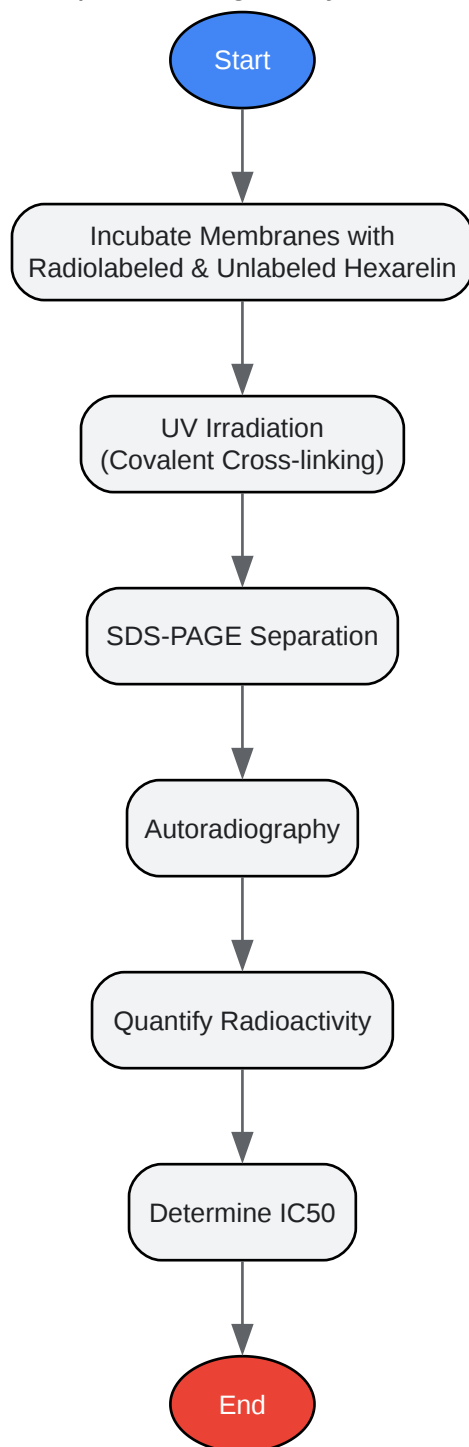 Start
Incubate Membranes with
Radiolabeled & Unlabeled Hexarelin
UV Irradiation
(Covalent Cross-linking)
SDS-PAGE Separation
Autoradiography
Quantify Radioactivity
Determine IC50
End